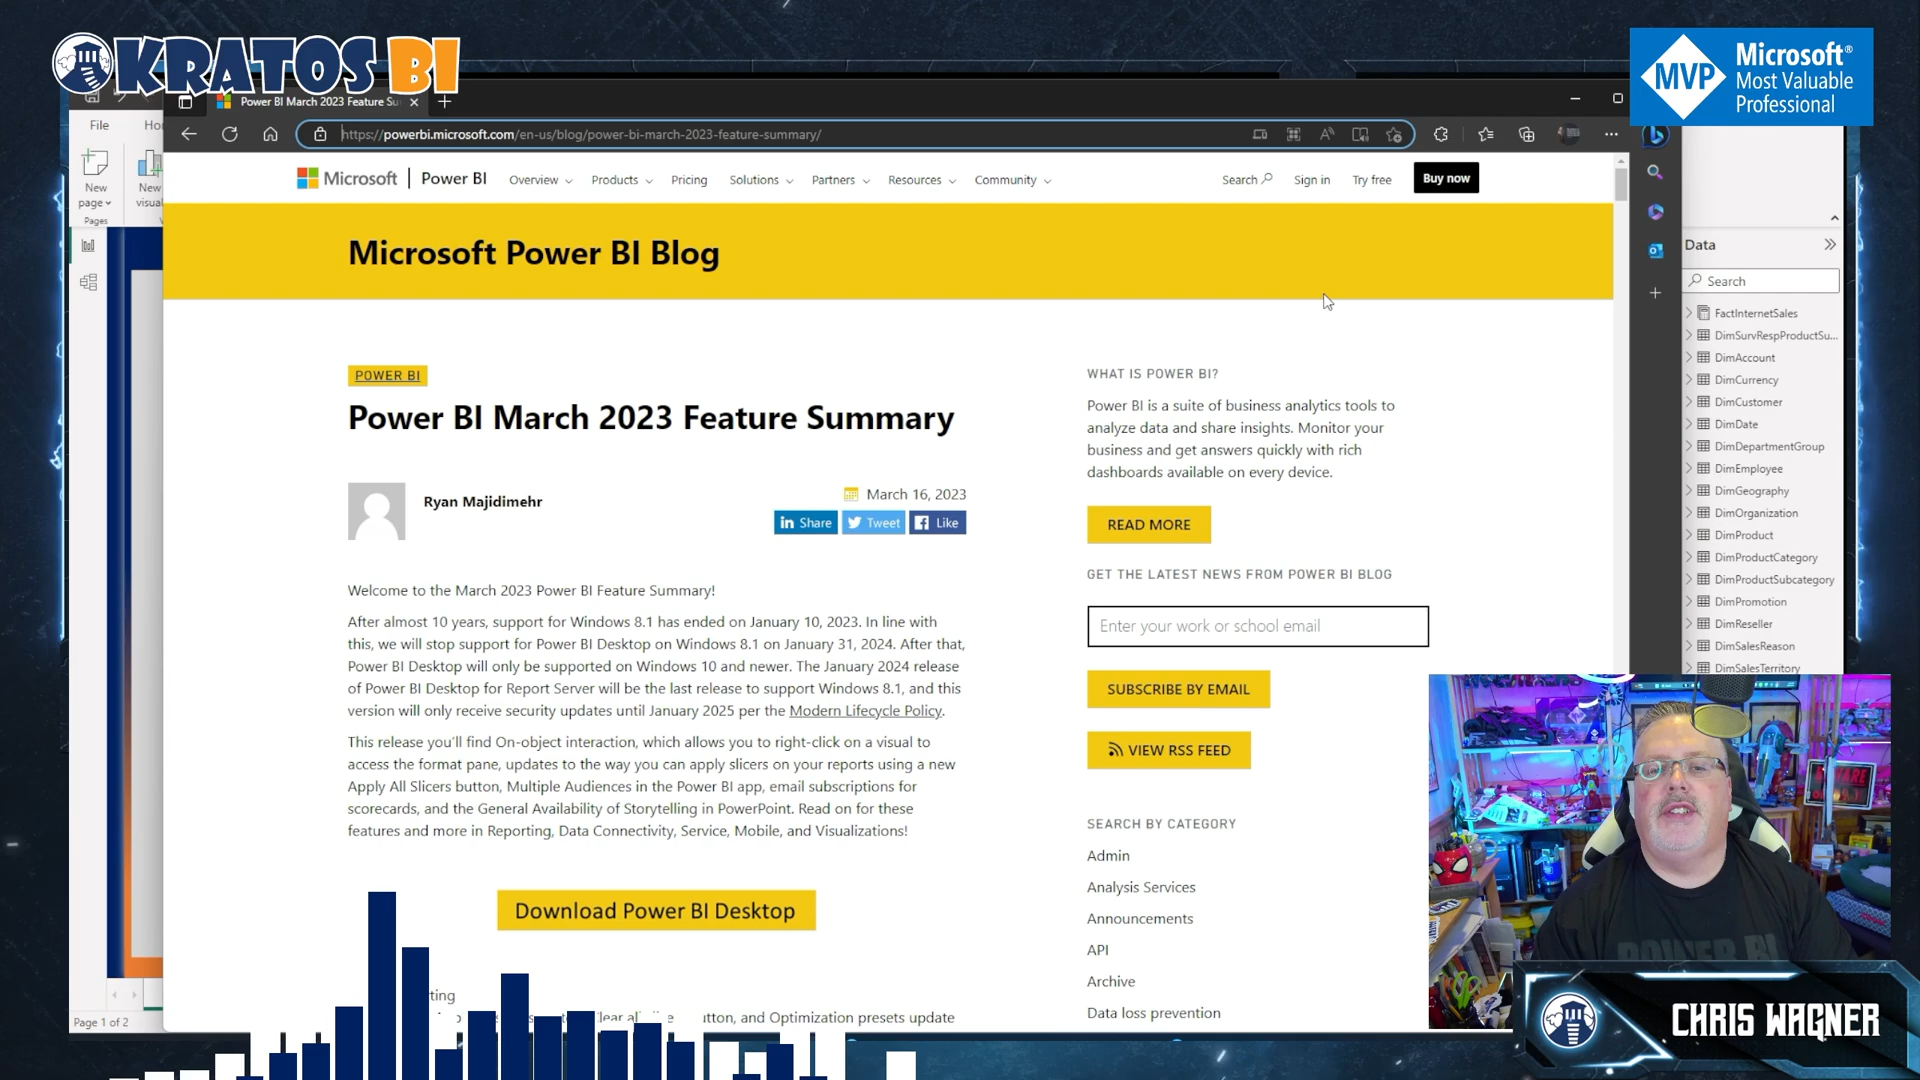 KRATOS BI
Microsoft®
MVP
Most Valuable
Professional
Power BI March 2023 Feature Su
https://powerbi.microsoft.com/en-us/blog/power-bi-march-2023-feature-summary/
File
New
page
New
visual
Pages
Microsoft
Power BI
Overview
Products
Pricing
Solutions
Partners
Resources
Community
Search
Sign in
Try free
Buy now
Microsoft Power BI Blog
POWER BI
Power BI March 2023 Feature Summary
Ryan Majidimehr
March 16, 2023
in Share
Tweet
Like
Welcome to the March 2023 Power BI Feature Summary!
After almost 10 years, support for Windows 8.1 has ended on January 10, 2023. In line with
this, we will stop support for Power BI Desktop on Windows 8.1 on January 31, 2024. After that,
Power BI Desktop will only be supported on Windows 10 and newer. The January 2024 release
of Power BI Desktop for Report Server will be the last release to support Windows 8.1, and this
version will only receive security updates until January 2025 per the Modern Lifecycle Policy.
This release you'll find On-object interaction, which allows you to right-click on a visual to
access the format pane, updates to the way you can apply slicers on your reports using a new
Apply All Slicers button, Multiple Audiences in the Power BI app, email subscriptions for
scorecards, and the General Availability of Storytelling in PowerPoint. Read on for these
features and more in Reporting, Data Connectivity, Service, Mobile, and Visualizations!
Download Power BI Desktop
ting
utton, and Optimization presets update
WHAT IS POWER BI?
Power BI is a suite of business analytics tools to
analyze data and share insights. Monitor your
business and get answers quickly with rich
dashboards available on every device.
READ MORE
GET THE LATEST NEWS FROM POWER BI BLOG
Enter your work or school email
SUBSCRIBE BY EMAIL
VIEW RSS FEED
SEARCH BY CATEGORY
Admin
Analysis Services
Announcements
API
Archive
Data loss prevention
Data
Search
FactInternetSales
DimSurvRespProductSu...
DimAccount
DimCurrency
DimCustomer
DimDate
DimDepartmentGroup
DimEmployee
DimGeography
DimOrganization
DimProduct
DimProductCategory
DimProductSubcategory
DimPromotion
DimReseller
DimSalesReason
DimSalesTerritory
Page 1 of 2
POWER BI
CHRIS WAGNER